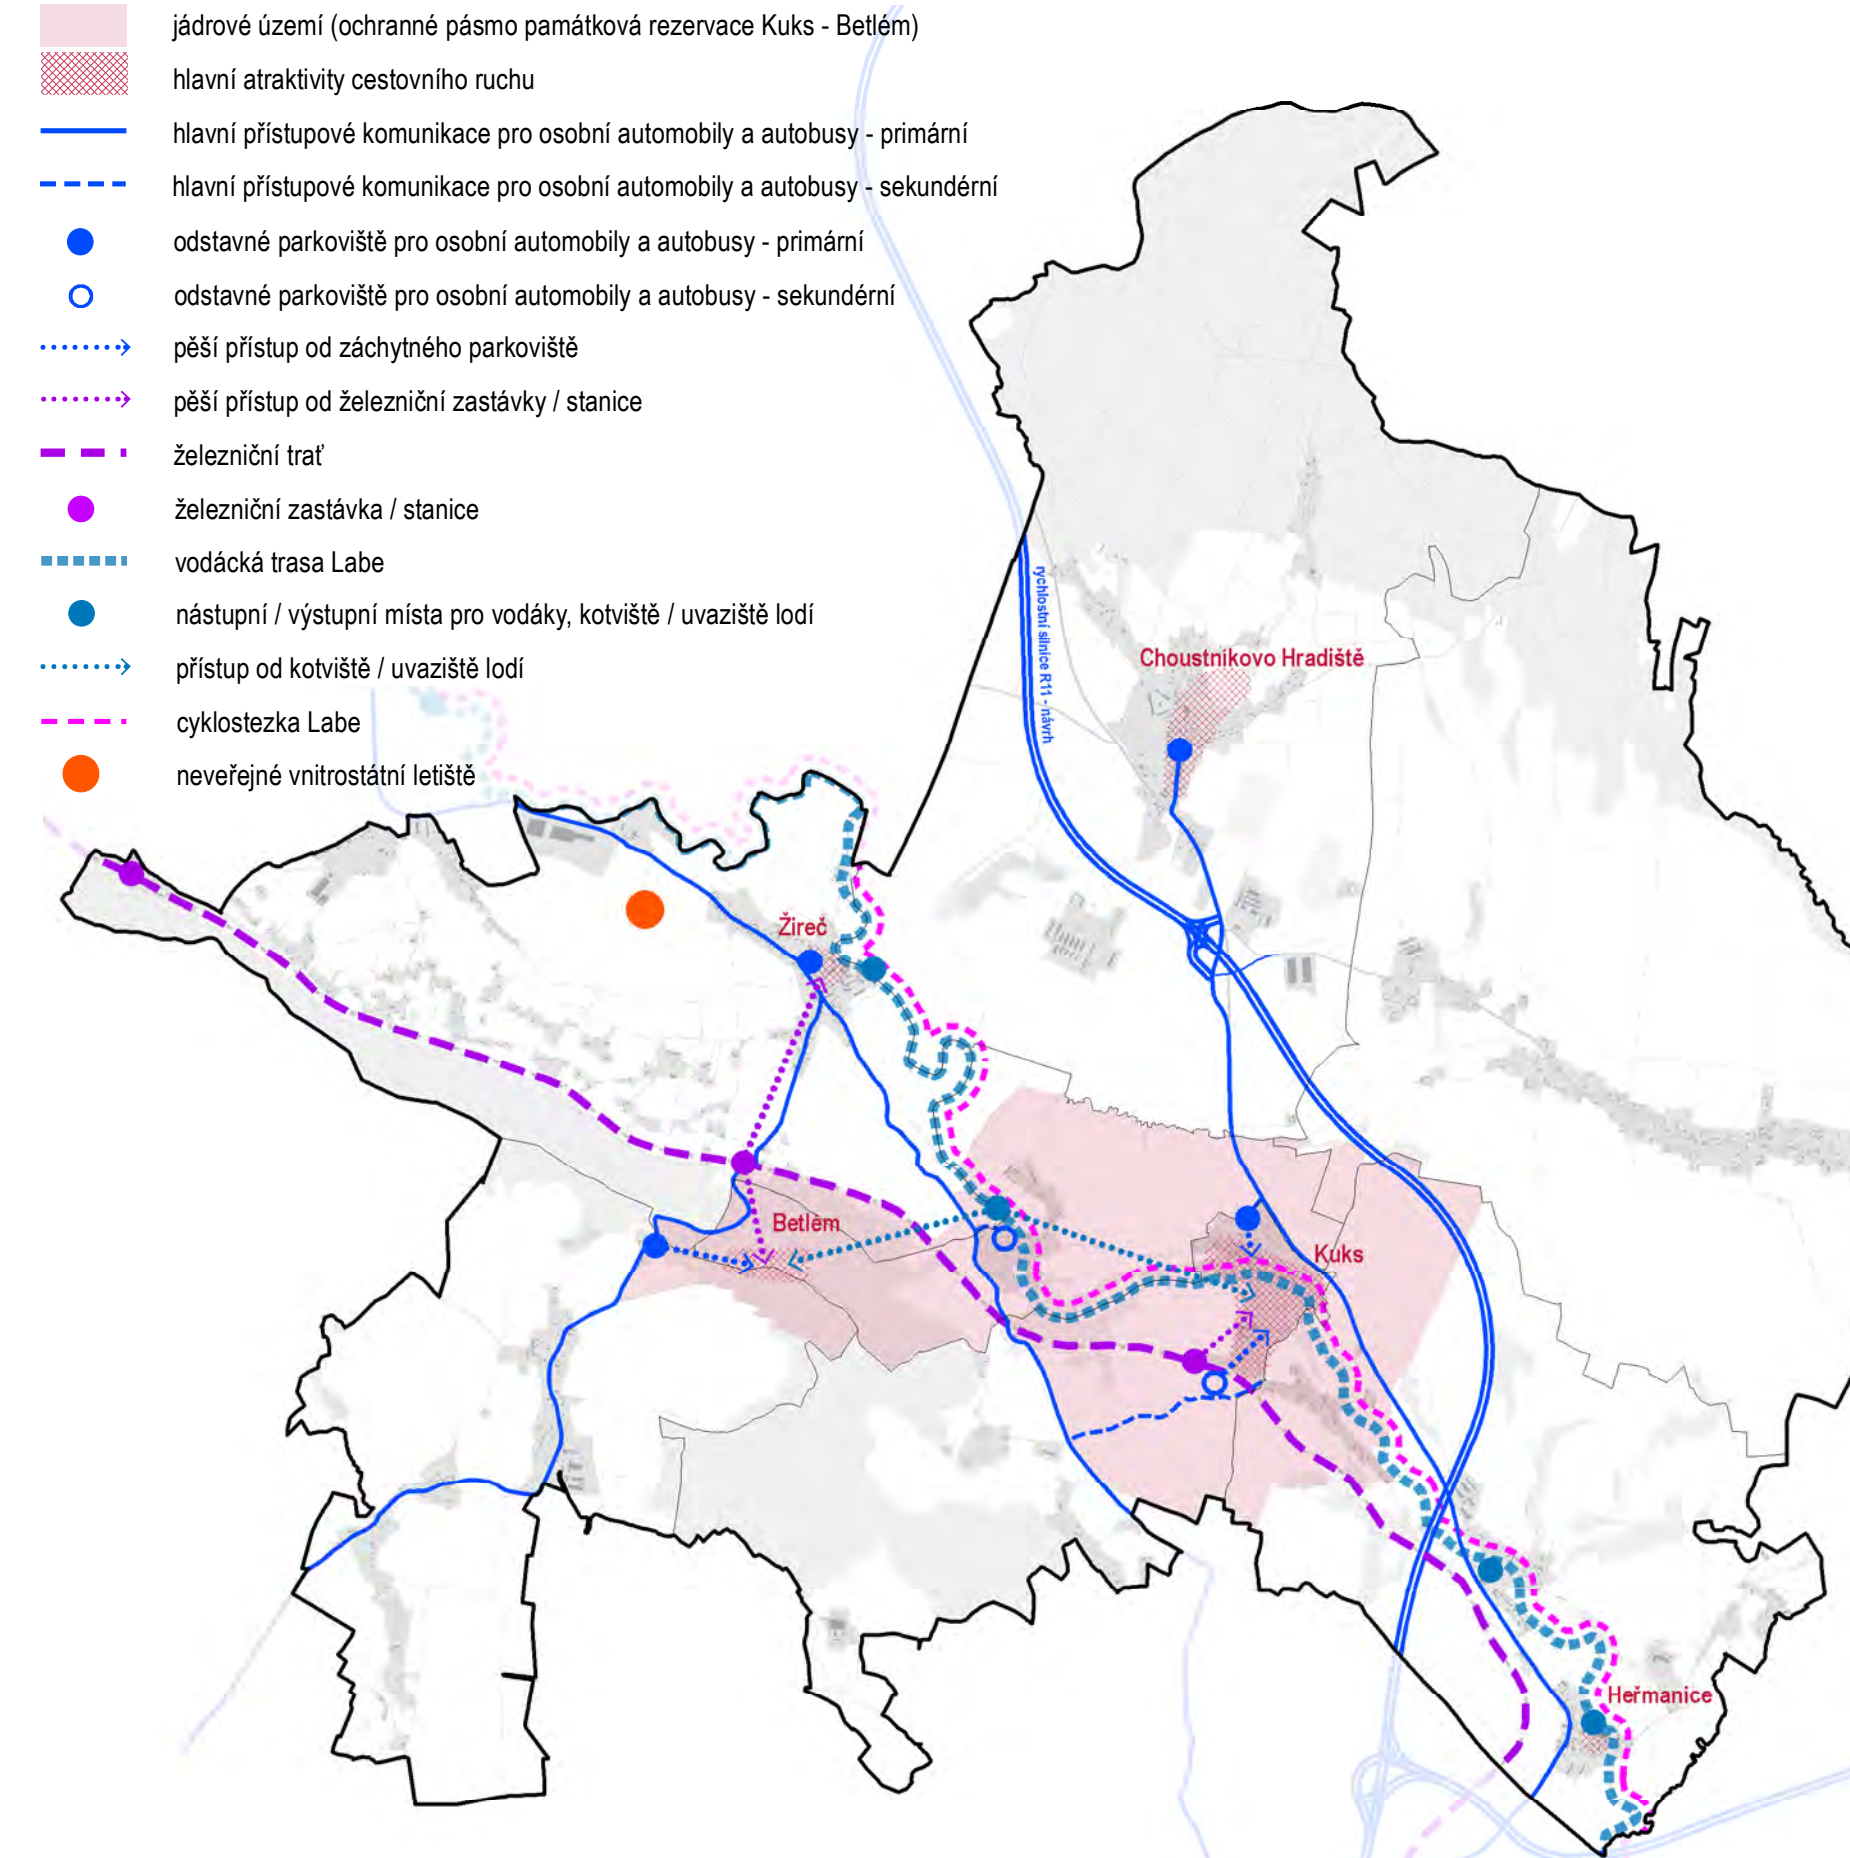 jádrové území (ochranné pásmo památková rezervace Kuks - Betlém)
hlavní atraktivity cestovního ruchu
hlavní přístupové komunikace pro osobní automobily a autobusy - primární
hlavní přístupové komunikace pro osobní automobily a autobusy - sekundérní
odstavné parkoviště pro osobní automobily a autobusy - primární
odstavné parkoviště pro osobní automobily a autobusy - sekundérní
pěší přístup od záchytného parkoviště
pěší přístup od železniční zastávky / stanice
železniční trať
železniční zastávka / stanice
vodácká trasa Labe
nástupní / výstupní místa pro vodáky, kotviště / uvaziště lodí
přístup od kotviště / uvaziště lodí
cyklostezka Labe
neveřejné vnitrostátní letiště
rychlostní silnice R11 - návrh
Choustníkovo Hradiště
Žireč
Betlém
Kuks
Heřmanice